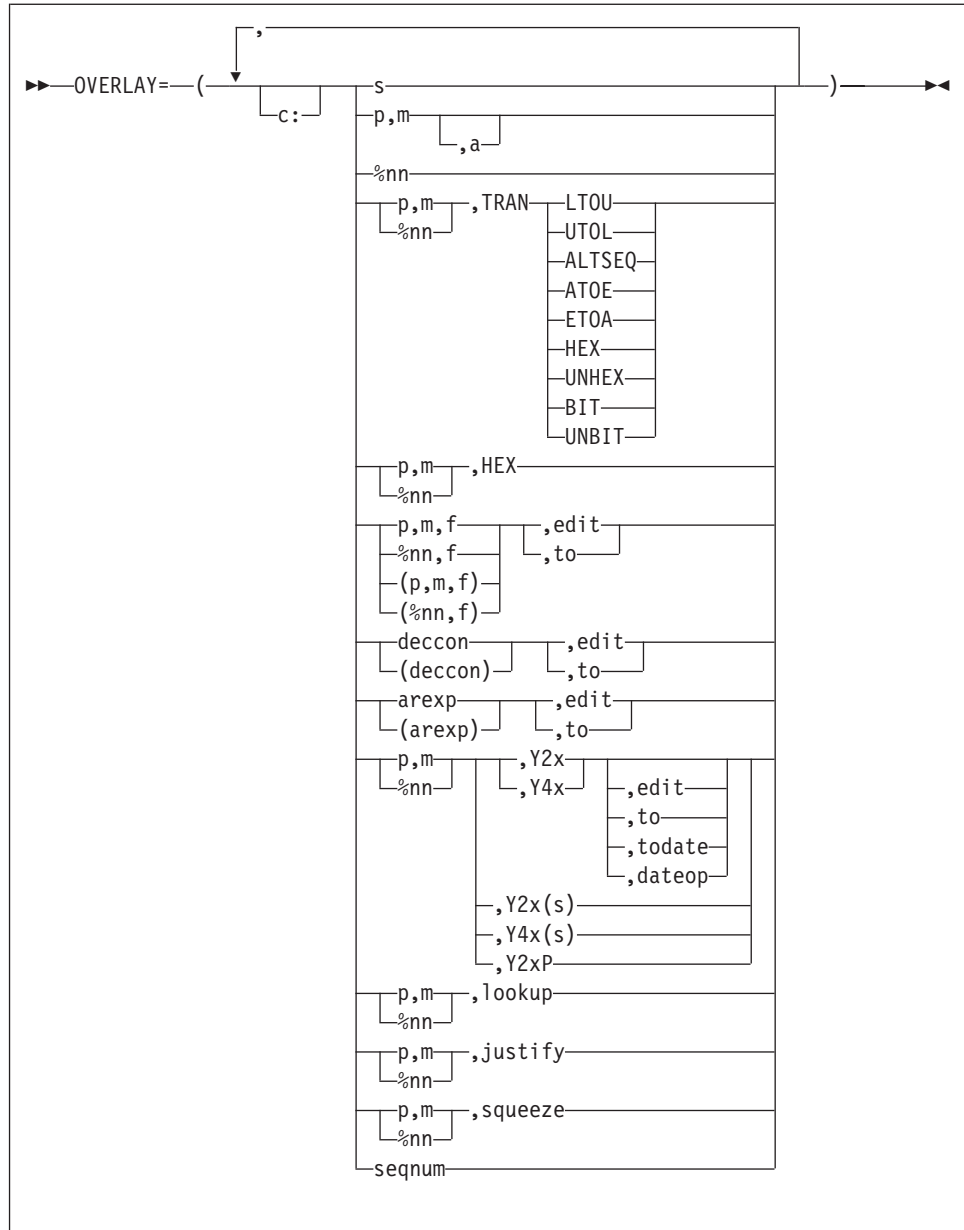 ,
OVERLAY= ( c: s )
p,m ,a
%nn
p,m ,TRAN LTOU
%nn UTOL
ALTSEQ
ATOE
ETOA
HEX
UNHEX
BIT
UNBIT
p,m ,HEX
%nn
p,m,f ,edit
%nn,f ,to
(p,m,f)
(%nn,f)
deccon ,edit
(deccon) ,to
arexp ,edit
(arexp) ,to
p,m ,Y2x
%nn ,Y4x ,edit
,to
,todate
,dateop
,Y2x(s)
,Y4x(s)
,Y2xP
p,m ,lookup
%nn
p,m ,justify
%nn
p,m ,squeeze
%nn
seqnum